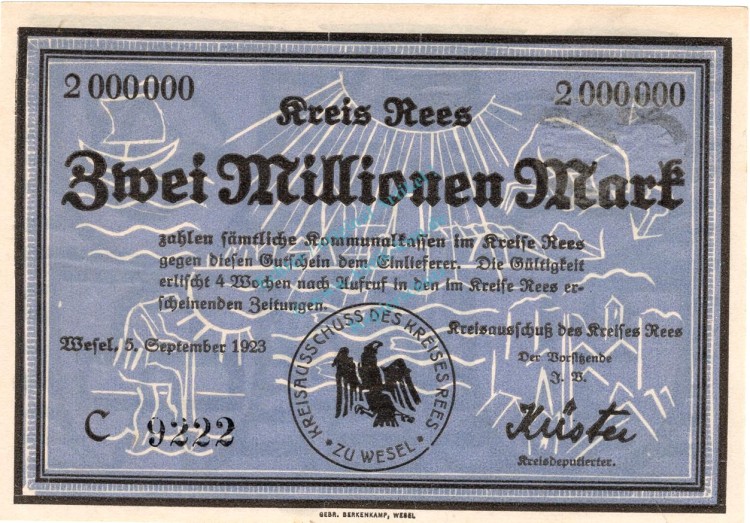 2 000 000
2 000 000
Kreis Rees
Zwei Millionen Mark
zahlen sämtliche Kommunalkassen im Kreise Rees
gegen diesen Gutschein dem Einlieferer. Die Gültigkeit
erlischt 4 Wochen nach Aufruf in den im Kreise Rees er-
scheinenden Zeitungen.
Wesel, 5. September 1923
Kreisausschuß des Kreises Rees
Der Vorsitzende
J. V.
Küster
Kreisdeputierter.
C 9222
KREISAUSSCHUSS DES KREISES REES
• ZU WESEL •
GEBR. BERKENKAMP, WESEL